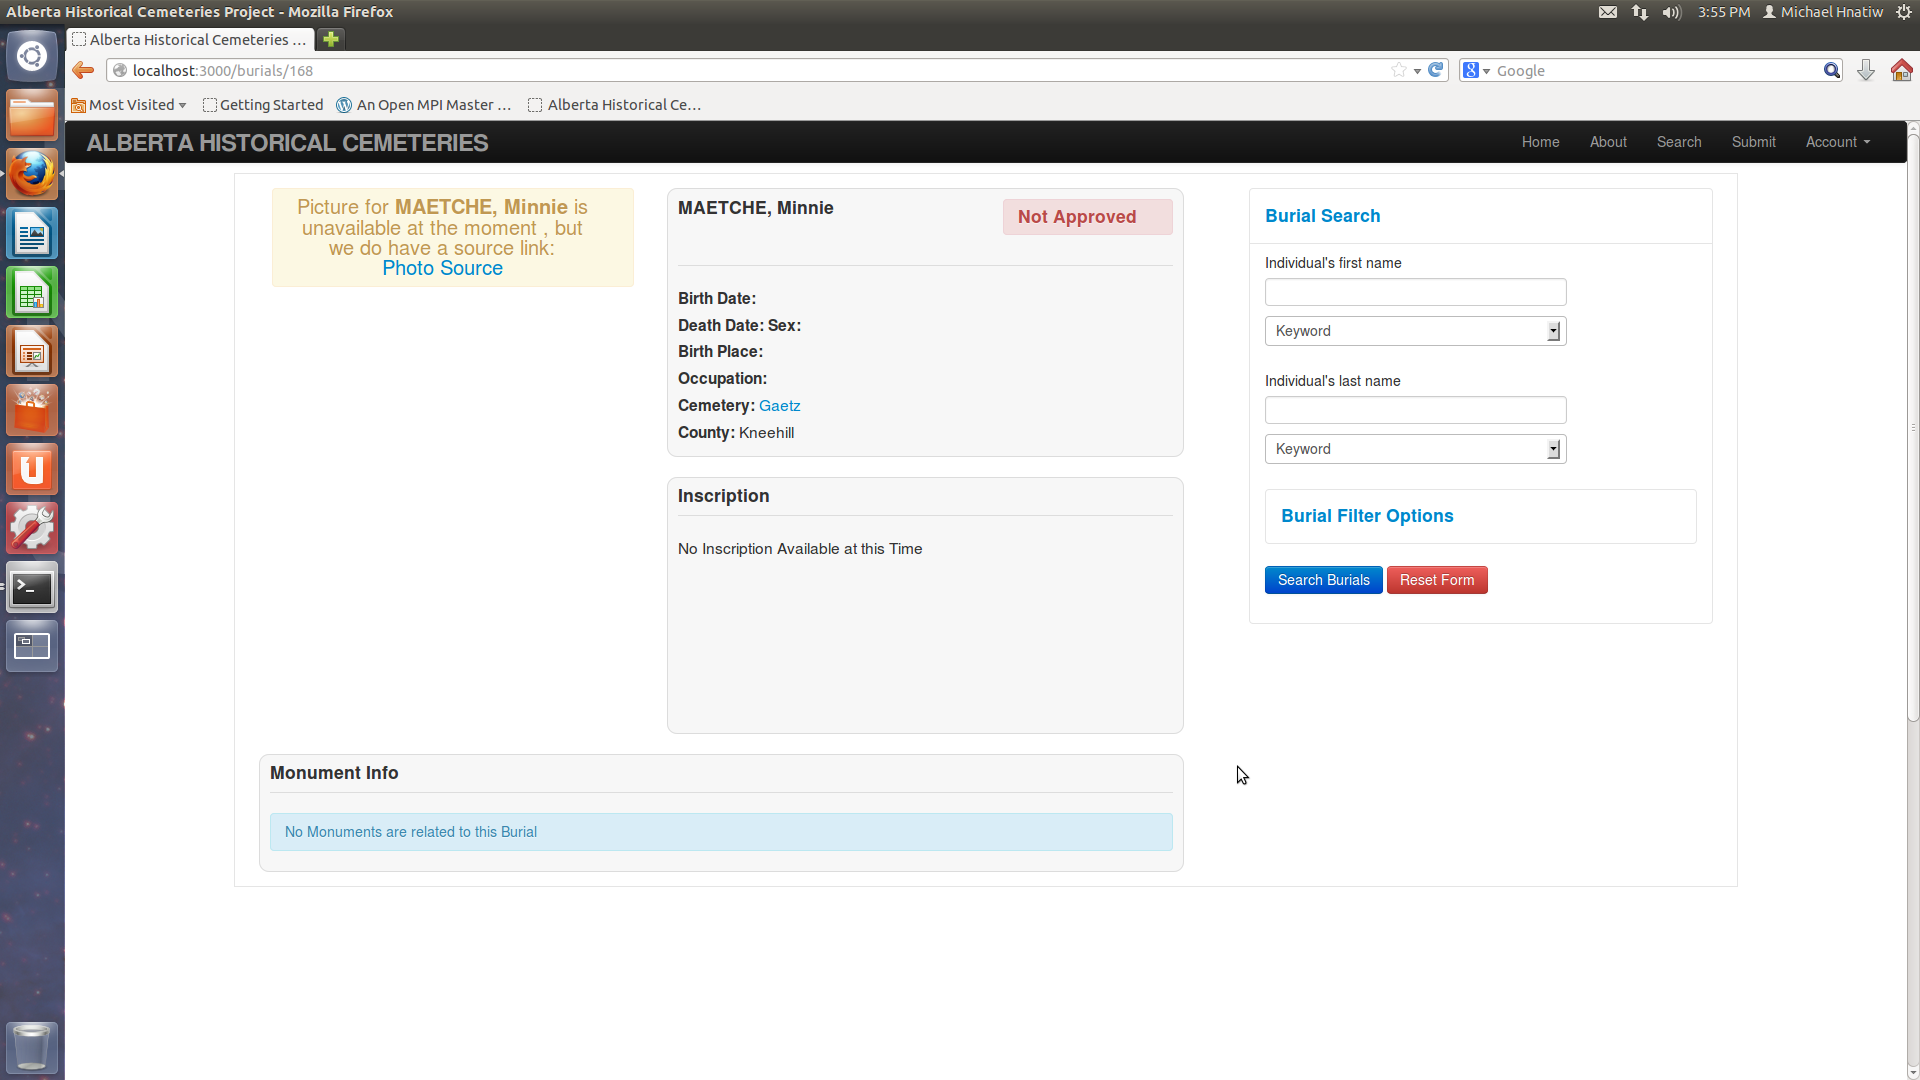 Alberta Historical Cemeteries Project - Mozilla Firefox
3:55 PM Michael Hnatiw
Alberta Historical Cemeteries ...
localhost:3000/burials/168
Google
Most Visited
Getting Started
An Open MPI Master ...
Alberta Historical Ce...
ALBERTA HISTORICAL CEMETERIES
Home About Search Submit Account
Picture for MAETCHE, Minnie is
unavailable at the moment , but
we do have a source link:
Photo Source
MAETCHE, Minnie
Not Approved
Birth Date:
Death Date: Sex:
Birth Place:
Occupation:
Cemetery: Gaetz
County: Kneehill
Inscription
No Inscription Available at this Time
Monument Info
No Monuments are related to this Burial
Burial Search
Individual's first name
Keyword
Individual's last name
Keyword
Burial Filter Options
Search Burials Reset Form